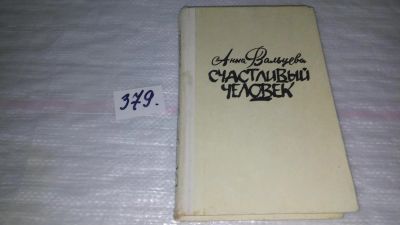 379.
Анна Вальцева
СЧАСТЛИВЫЙ
ЧЕЛОВЕК